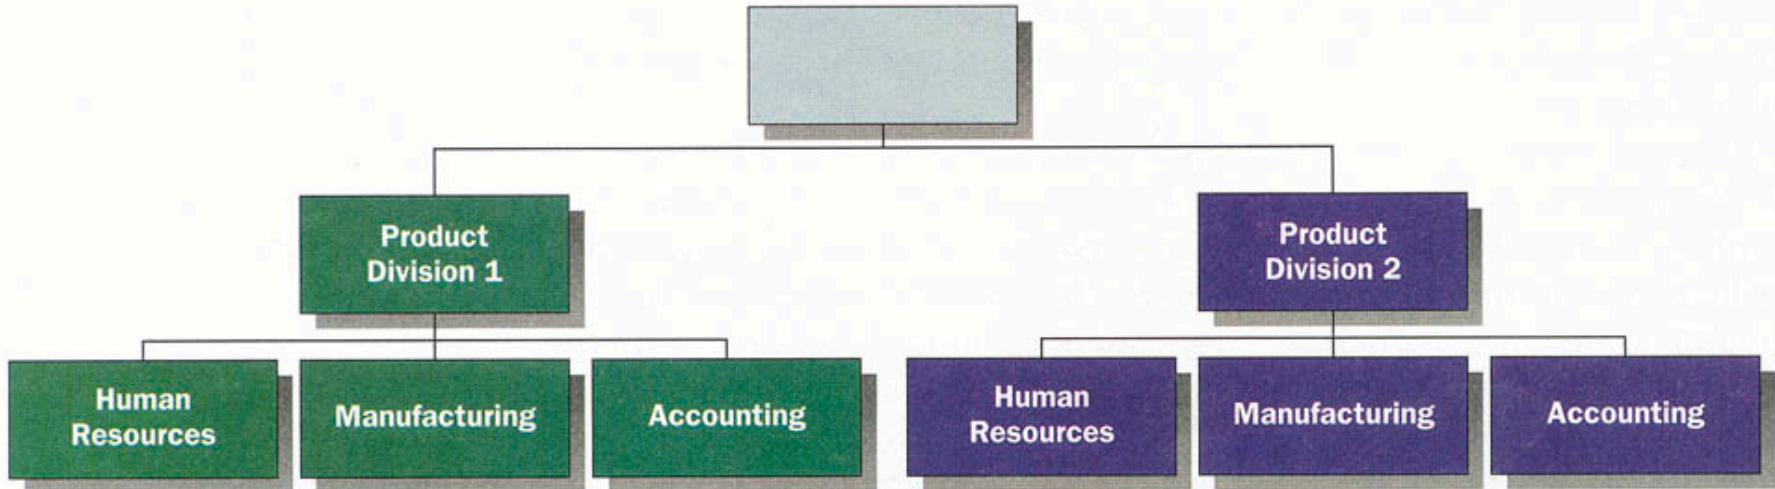 Product
Division 1
Product
Division 2
Human
Resources
Manufacturing
Accounting
Human
Resources
Manufacturing
Accounting